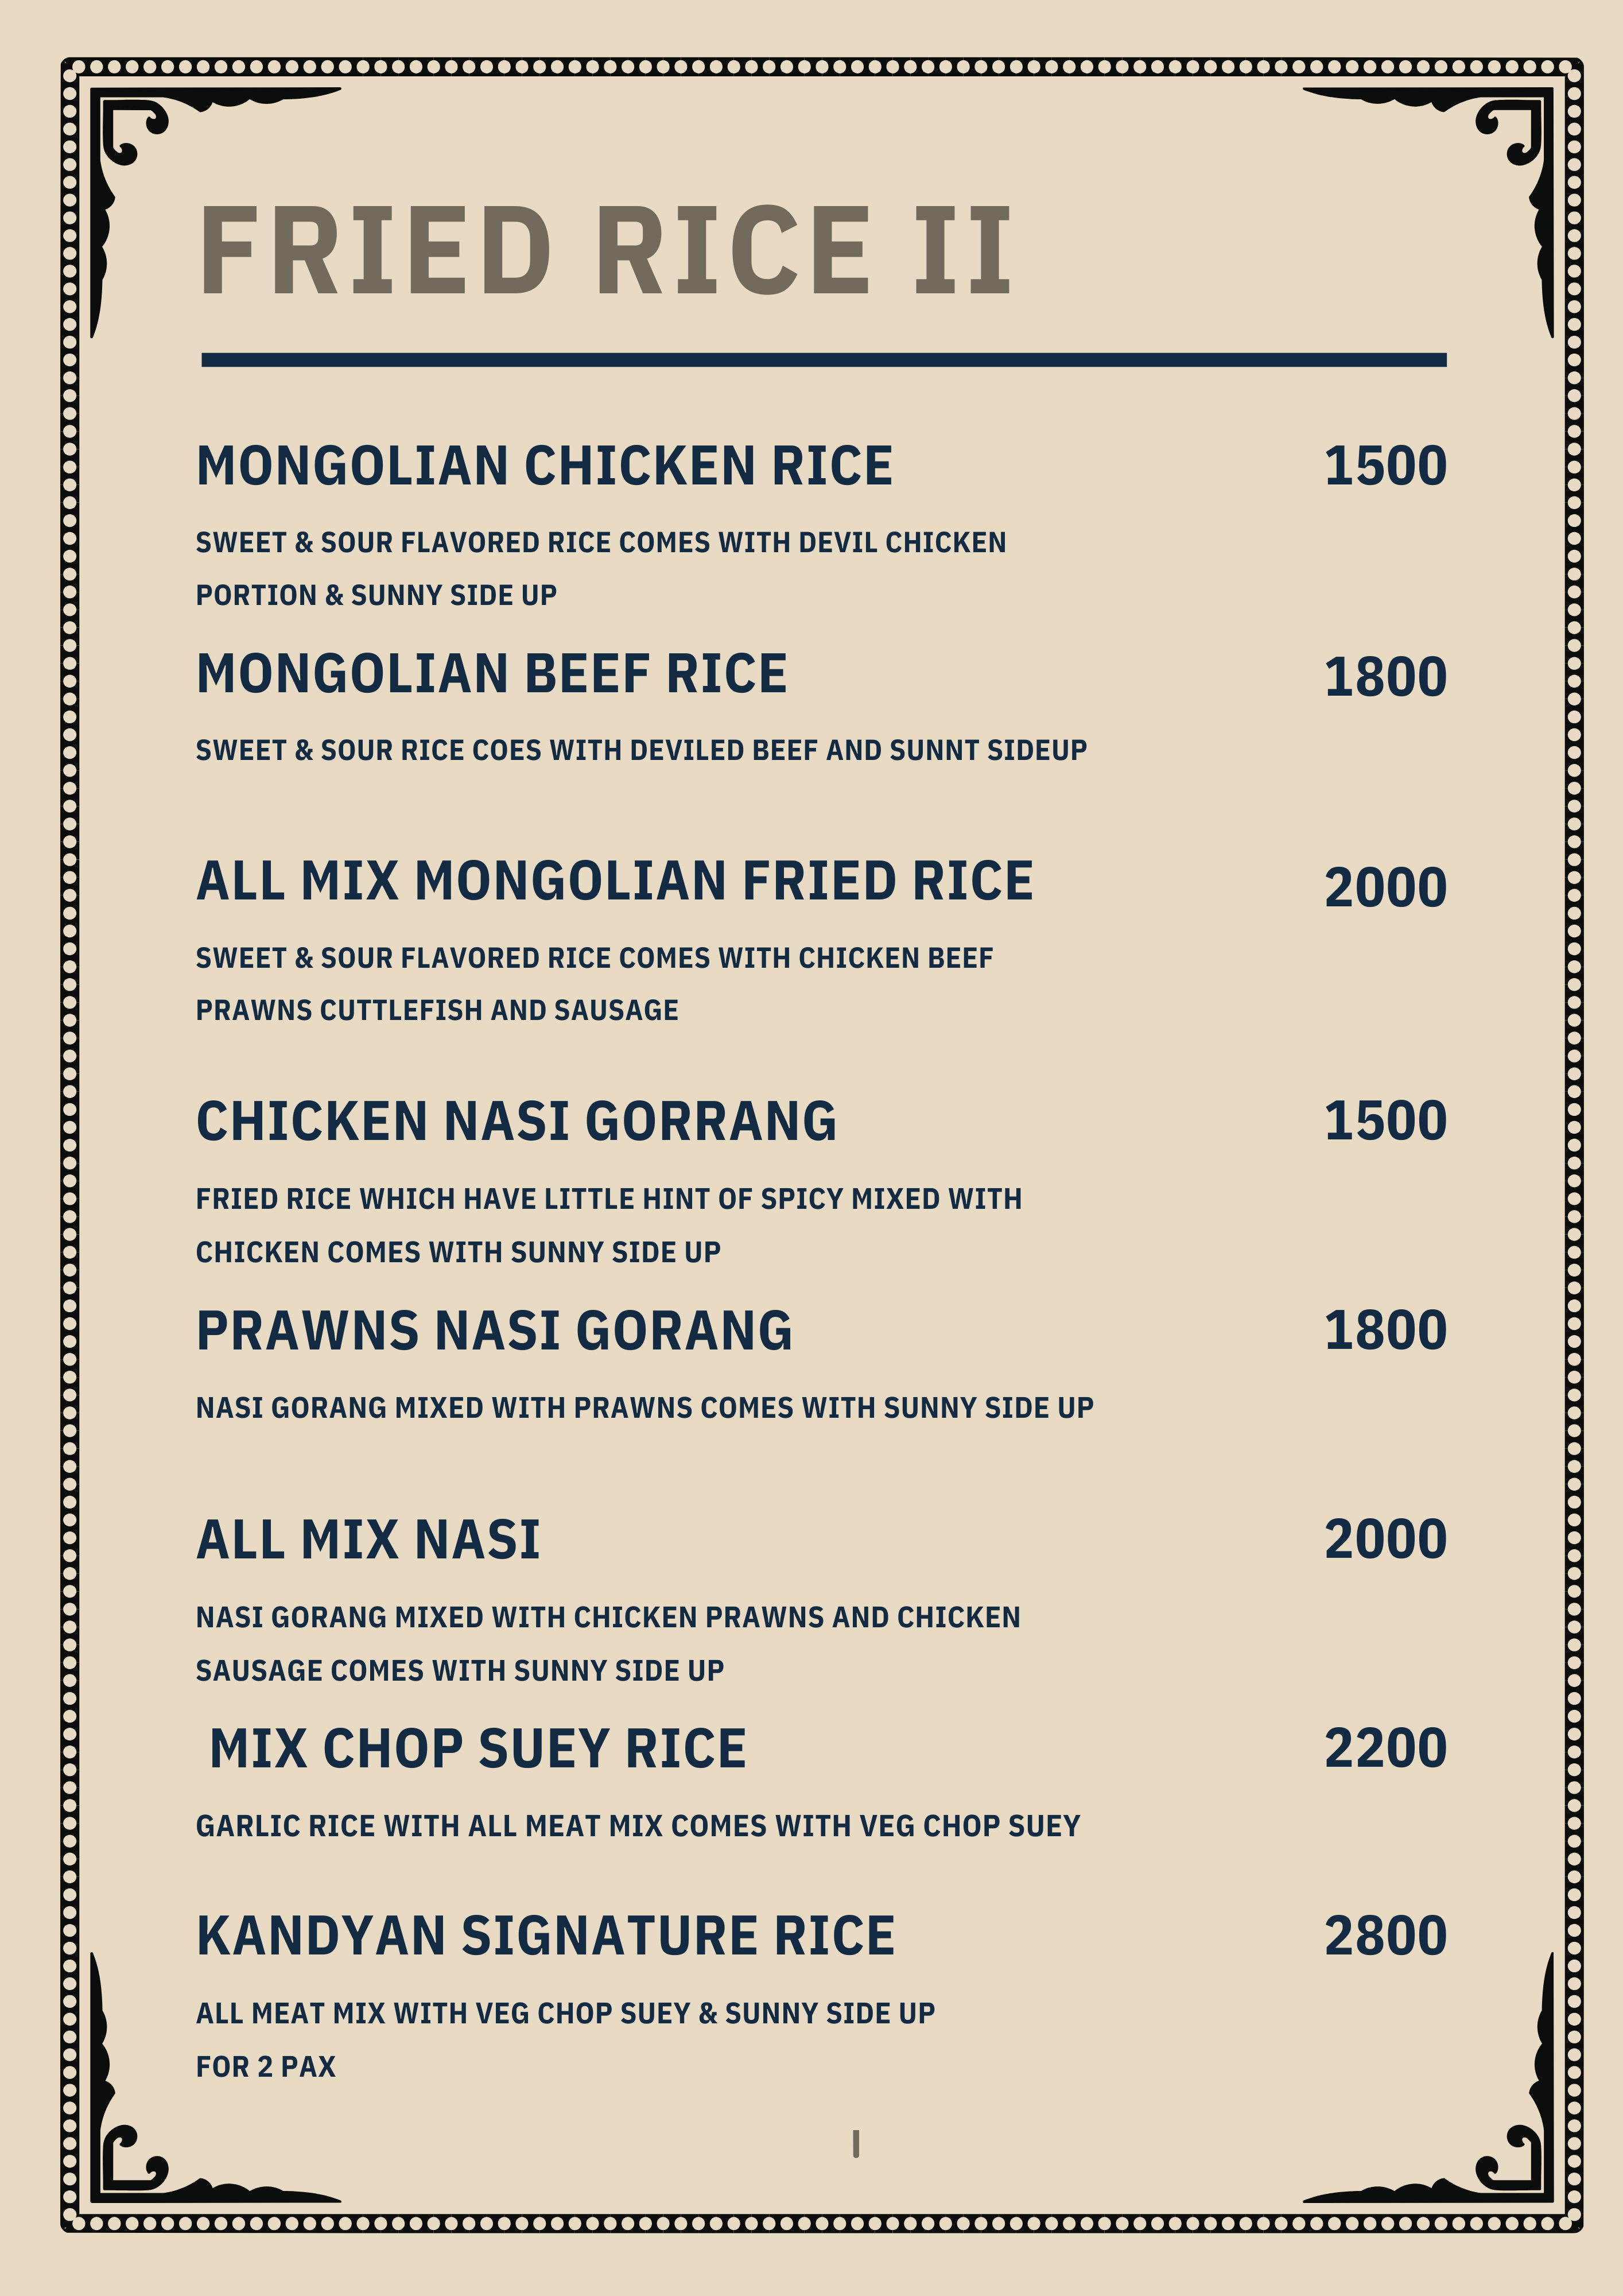 FRIED RICE II
MONGOLIAN CHICKEN RICE 1500
SWEET & SOUR FLAVORED RICE COMES WITH DEVIL CHICKEN
PORTION & SUNNY SIDE UP
MONGOLIAN BEEF RICE 1800
SWEET & SOUR RICE COES WITH DEVILED BEEF AND SUNNT SIDEUP
ALL MIX MONGOLIAN FRIED RICE 2000
SWEET & SOUR FLAVORED RICE COMES WITH CHICKEN BEEF
PRAWNS CUTTLEFISH AND SAUSAGE
CHICKEN NASI GORRANG 1500
FRIED RICE WHICH HAVE LITTLE HINT OF SPICY MIXED WITH
CHICKEN COMES WITH SUNNY SIDE UP
PRAWNS NASI GORANG 1800
NASI GORANG MIXED WITH PRAWNS COMES WITH SUNNY SIDE UP
ALL MIX NASI 2000
NASI GORANG MIXED WITH CHICKEN PRAWNS AND CHICKEN
SAUSAGE COMES WITH SUNNY SIDE UP
MIX CHOP SUEY RICE 2200
GARLIC RICE WITH ALL MEAT MIX COMES WITH VEG CHOP SUEY
KANDYAN SIGNATURE RICE 2800
ALL MEAT MIX WITH VEG CHOP SUEY & SUNNY SIDE UP
FOR 2 PAX